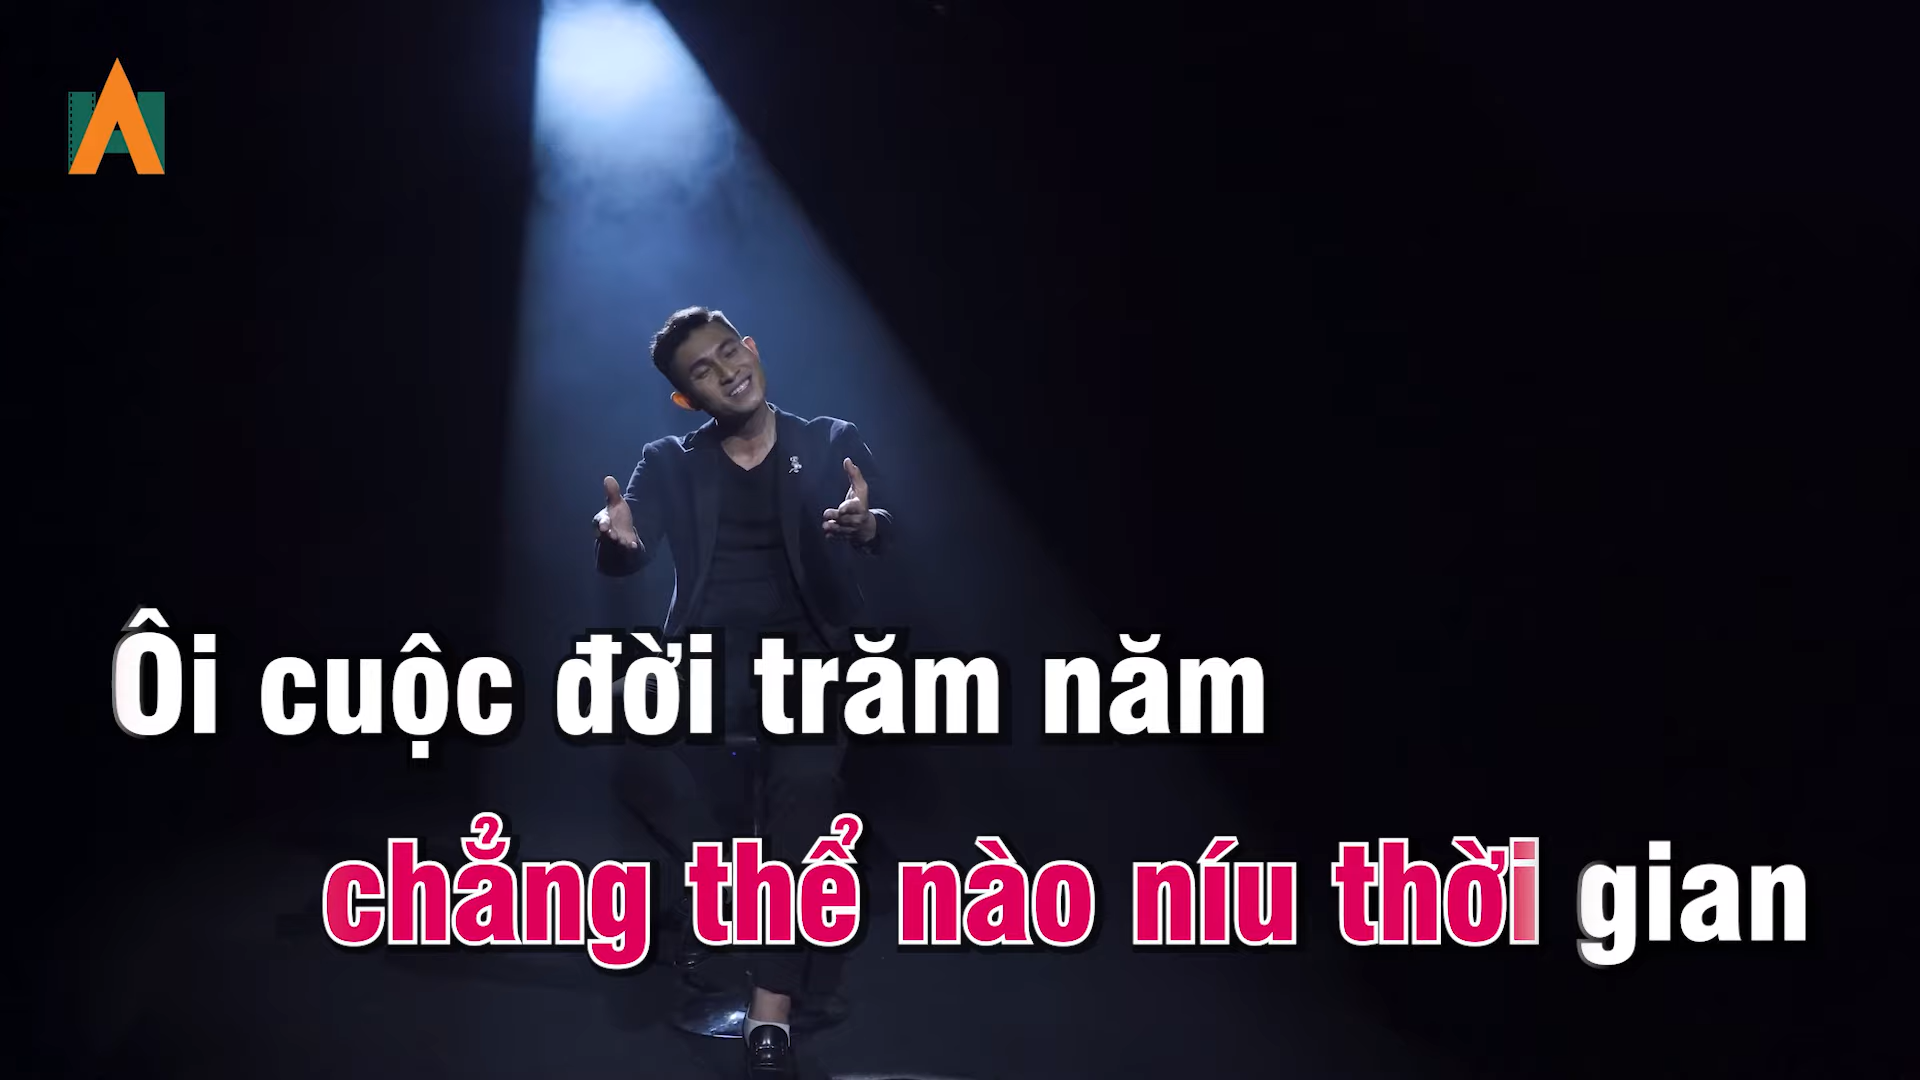 Ôi cuộc đời trăm năm
chẳng thể nào níu thời gian